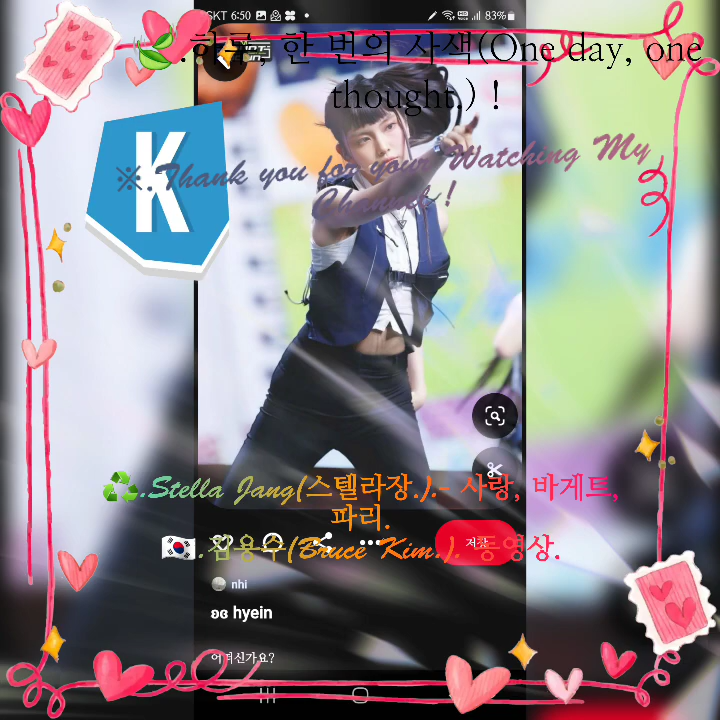 SKT 6:50 83%
.하루, 한 번의 사색(One day, one
thought.) !
K
※.Thank you for your Watching My
Channel !
♻.Stella Jang(스텔라장.).- 사랑, 바게트,
파리.
🇰🇷.김용수(Bruce Kim.). 동영상.
저장
nhi
ʚɞ hyein
어떠신가요?